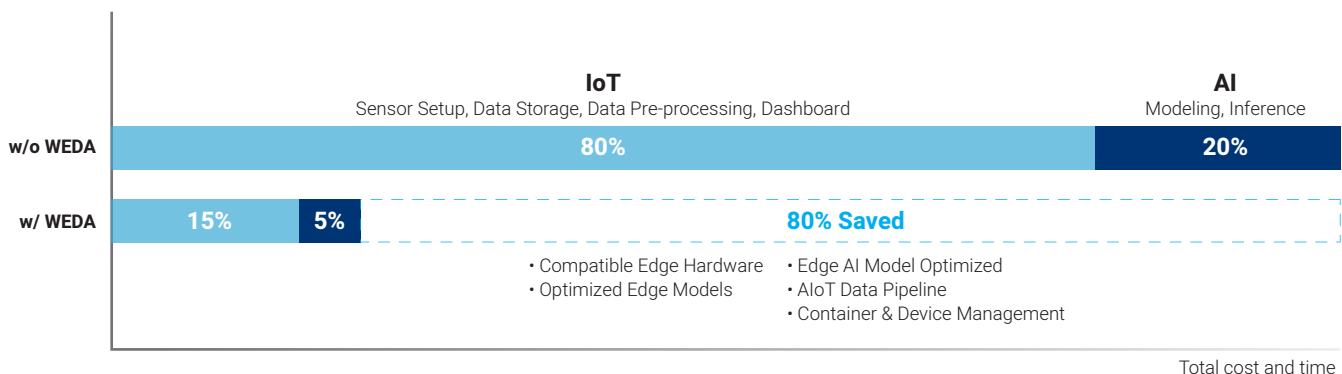 IoT
Sensor Setup, Data Storage, Data Pre-processing, Dashboard
AI
Modeling, Inference
w/o WEDA
80%
20%
w/ WEDA
15%
5%
80% Saved
• Compatible Edge Hardware
• Optimized Edge Models
• Edge AI Model Optimized
• AIoT Data Pipeline
• Container & Device Management
Total cost and time